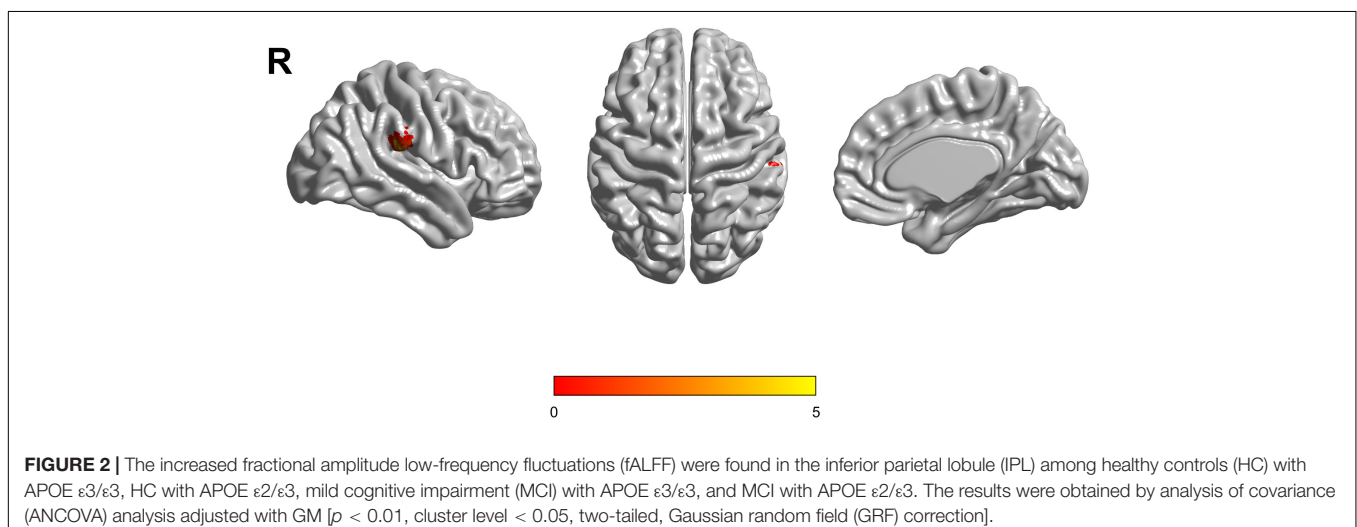 R
0 5
FIGURE 2 | The increased fractional amplitude low-frequency fluctuations (fALFF) were found in the inferior parietal lobule (IPL) among healthy controls (HC) with
APOE ε3/ε3, HC with APOE ε2/ε3, mild cognitive impairment (MCI) with APOE ε3/ε3, and MCI with APOE ε2/ε3. The results were obtained by analysis of covariance
(ANCOVA) analysis adjusted with GM [p < 0.01, cluster level < 0.05, two-tailed, Gaussian random field (GRF) correction].